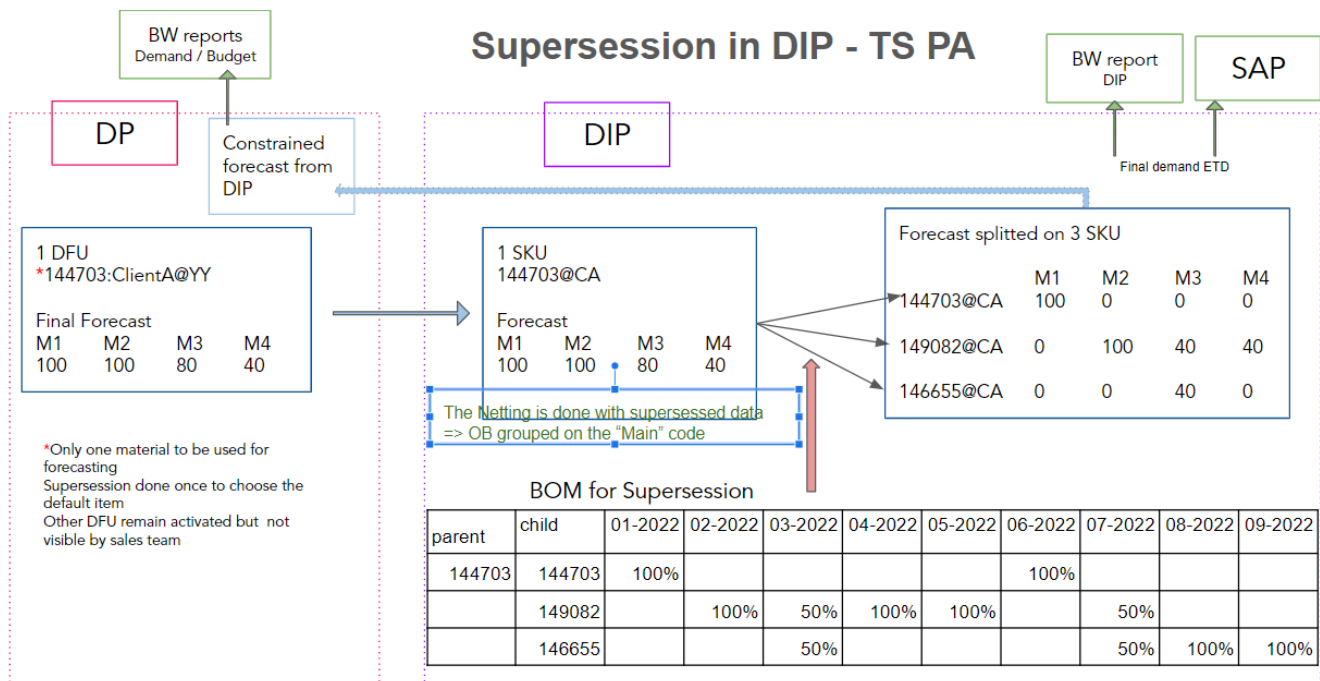 BW reports
Demand / Budget
Supersession in DIP - TS PA
BW report
DIP
SAP
DP
Constrained
forecast from
DIP
DIP
Final demand ETD
1 DFU
*144703:ClientA@YY
Final Forecast
M1 M2 M3 M4
100 100 80 40
1 SKU
144703@CA
Forecast
M1 M2 M3 M4
100 100 80 40
Forecast splitted on 3 SKU
M1 M2 M3 M4
144703@CA 100 0 0 0
149082@CA 0 100 40 40
146655@CA 0 0 40 0
The Netting is done with supersessed data
=> OB grouped on the “Main” code
*Only one material to be used for
forecasting
Supersession done once to choose the
default item
Other DFU remain activated but not
visible by sales team
BOM for Supersession
parent child 01-2022 02-2022 03-2022 04-2022 05-2022 06-2022 07-2022 08-2022 09-2022
144703 144703 100% 100%
149082 100% 50% 100% 100% 50%
146655 50% 50% 100% 100%